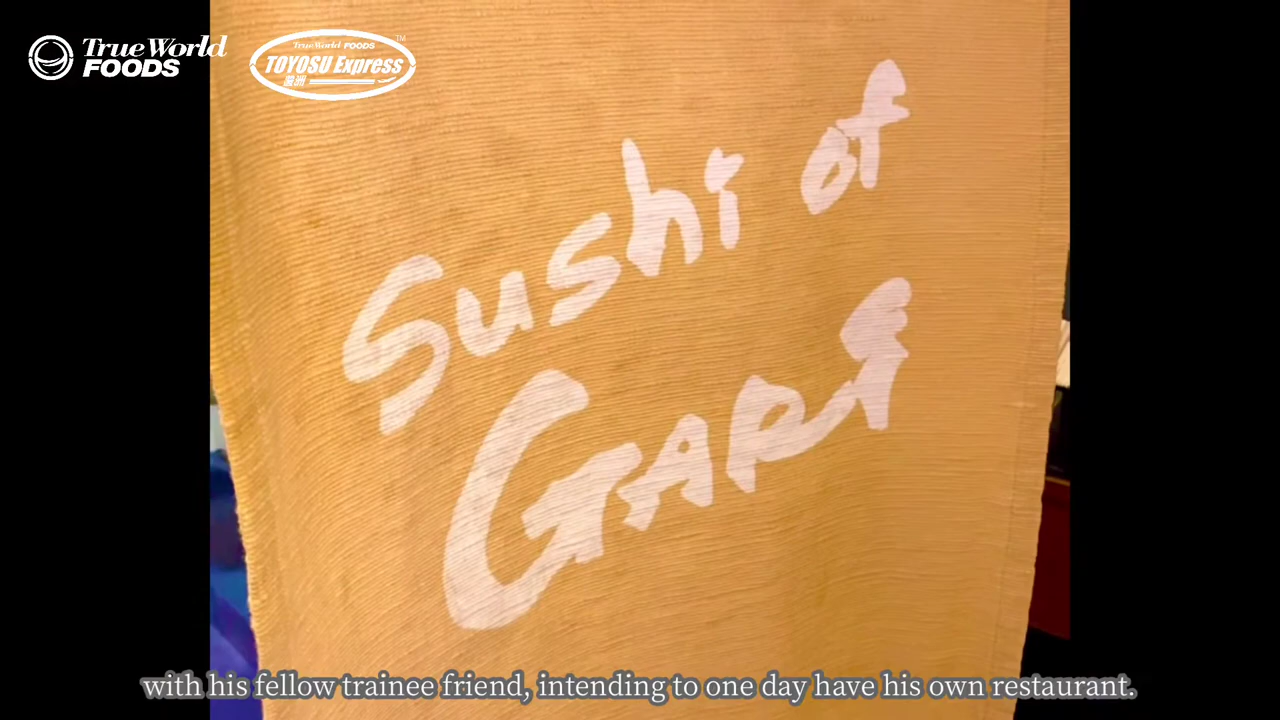 True World
FOODS
True World FOODS
TM
TOYOSU Express
豊洲
Sushi of
GARI
with his fellow trainee friend, intending to one day have his own restaurant.